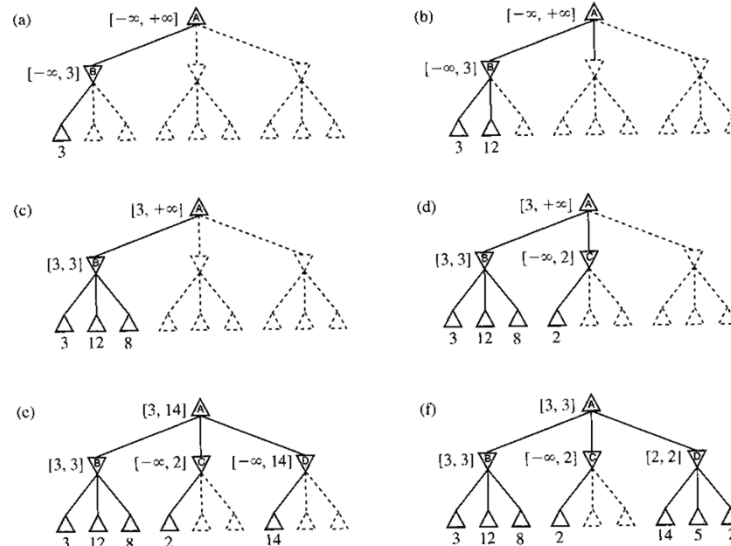 (a)
[−∞, +∞] A
[−∞, 3] B
3
(b)
[−∞, +∞] A
[−∞, 3] B
3 12
(c)
[3, +∞] A
[3, 3] B
3 12 8
(d)
[3, +∞] A
[3, 3] B [−∞, 2] C
3 12 8 2
(e)
[3, 14] A
[3, 3] B [−∞, 2] C [−∞, 14] D
3 12 8 2 14
(f)
[3, 3] A
[3, 3] B [−∞, 2] C [2, 2] D
3 12 8 2 14 5